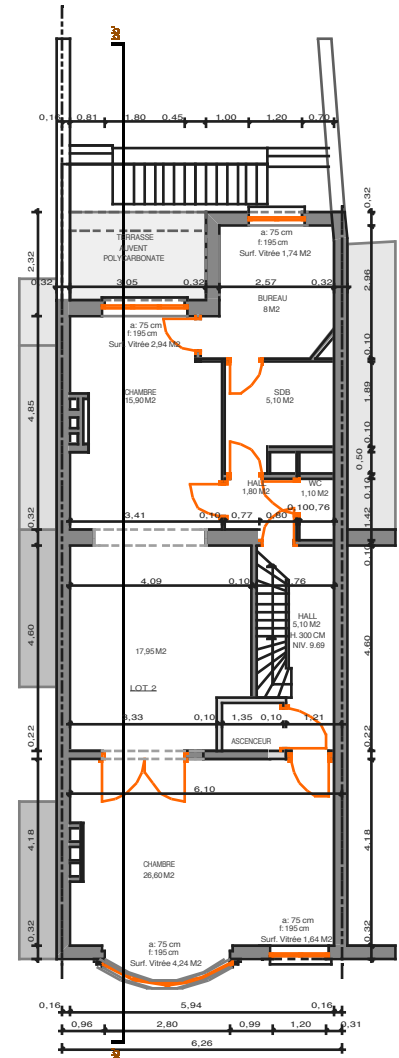 0,16 0.81 1.80 0.45 1.00 1.20 0.70
0,32
a: 75 cm
f: 195 cm
Surf. Vitrée 1,74 M2
TERRASSE
AUVENT
POLYCARBONATE
2,32
2,96
0.32 3.05 0.32 2.57 0.32
BUREAU
8 M2
a: 75 cm
f: 195 cm
Surf. Vitrée 2,94 M2
0,10
CHAMBRE
15,90 M2
SDB
5,10 M2
1,89
4,85
0,10
0,50
HALL
1,80 M2
WC
1,10 M2
0,10
0,100,76
3.41 0.10 0.77 0.80
1,42
0,32
0,10
4.09 0.10 1.76
HALL
5,10 M2
H. 300 CM
NIV. 9.69
4,60
4,60
17,95 M2
LOT 2
3,33 0.10 1,35 0.10 1,21
0,22
ASCENCEUR
0,22
6,10
4,18
4,18
CHAMBRE
26,60 M2
a: 75 cm
f: 195 cm
Surf. Vitrée 1,64 M2
a: 75 cm
f: 195 cm
Surf. Vitrée 4,24 M2
0,32
0,32
0,16 5,94 0,16
0,96 2,80 0,99 1,20 0,31
6,26